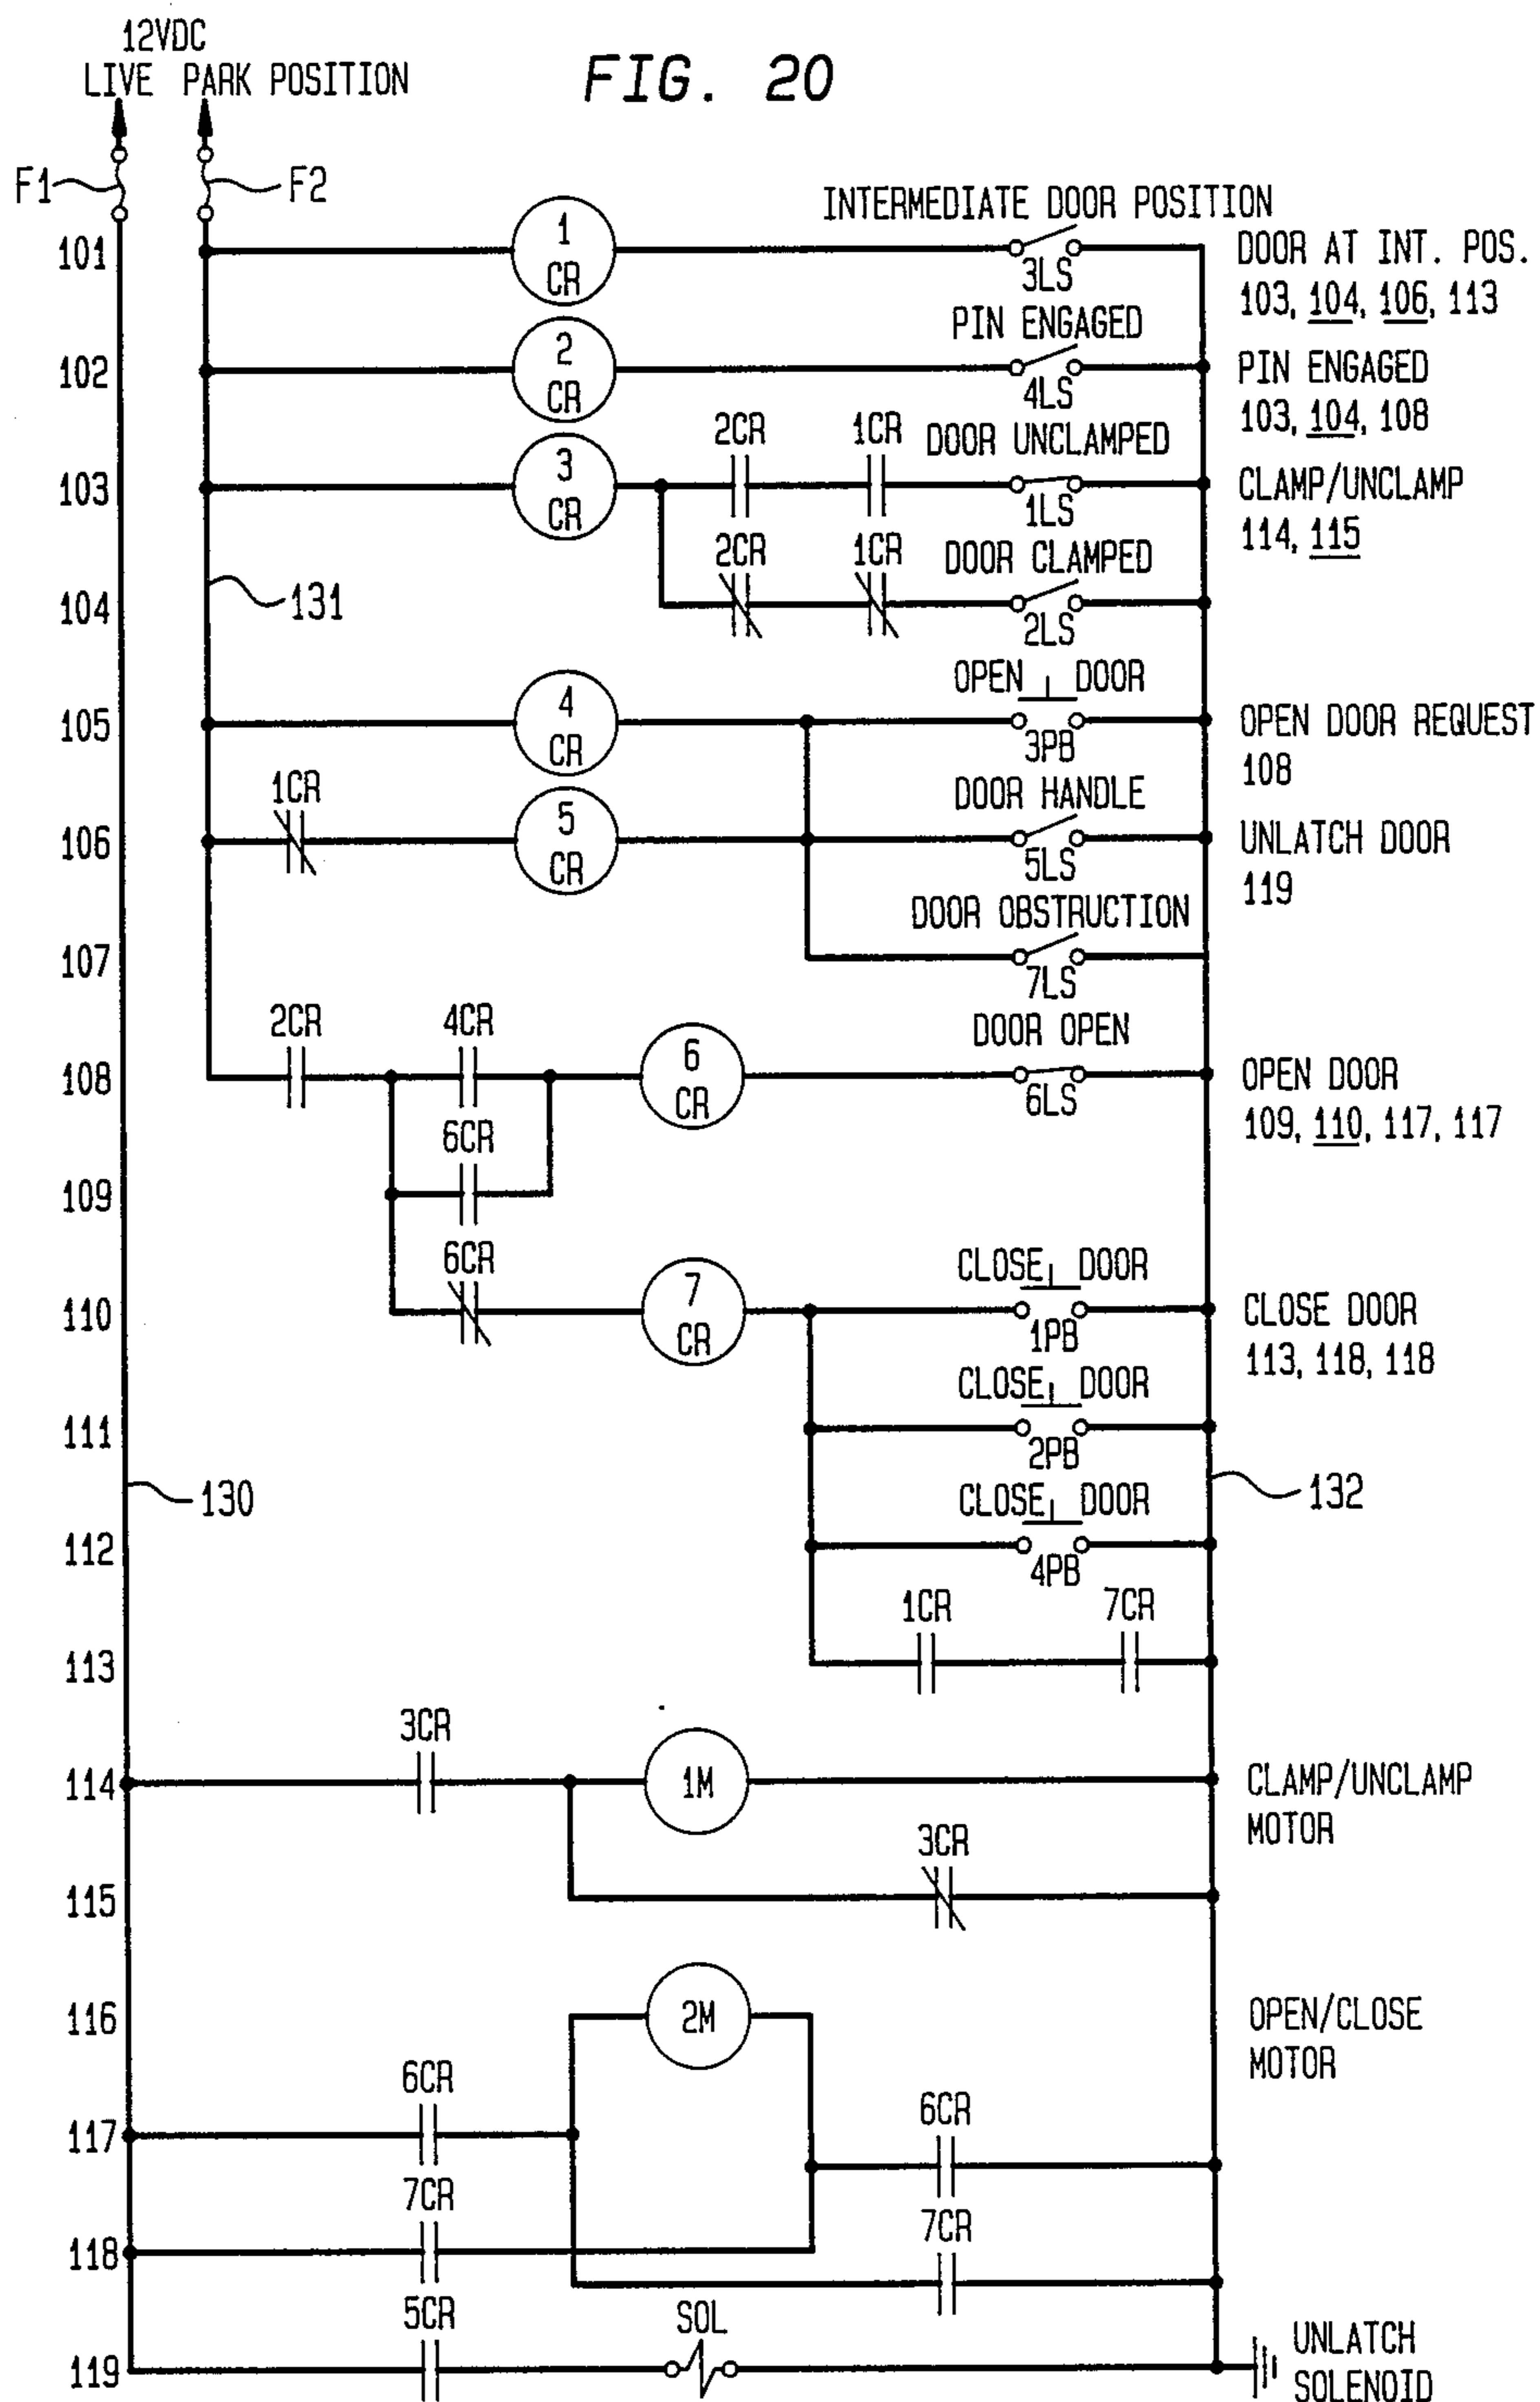 12VDC
LIVE PARK POSITION
FIG. 20
F1
F2
INTERMEDIATE DOOR POSITION
101
1
CR
3LS
DOOR AT INT. POS.
103, 104, 106, 113
PIN ENGAGED
102
2
CR
4LS
PIN ENGAGED
103, 104, 108
2CR
1CR
DOOR UNCLAMPED
103
3
CR
1LS
CLAMP/UNCLAMP
114, 115
2CR
1CR
DOOR CLAMPED
131
104
2LS
OPEN DOOR
105
4
CR
3PB
OPEN DOOR REQUEST
108
1CR
DOOR HANDLE
106
5
CR
5LS
UNLATCH DOOR
119
DOOR OBSTRUCTION
107
7LS
2CR
4CR
DOOR OPEN
108
6
CR
6LS
OPEN DOOR
109, 110, 117, 117
6CR
109
6CR
CLOSE DOOR
110
7
CR
1PB
CLOSE DOOR
113, 118, 118
CLOSE DOOR
111
2PB
130
132
CLOSE DOOR
112
4PB
1CR
7CR
113
3CR
114
1M
CLAMP/UNCLAMP
MOTOR
3CR
115
116
2M
OPEN/CLOSE
MOTOR
6CR
6CR
117
7CR
7CR
118
5CR
SOL
119
UNLATCH
SOLENOID